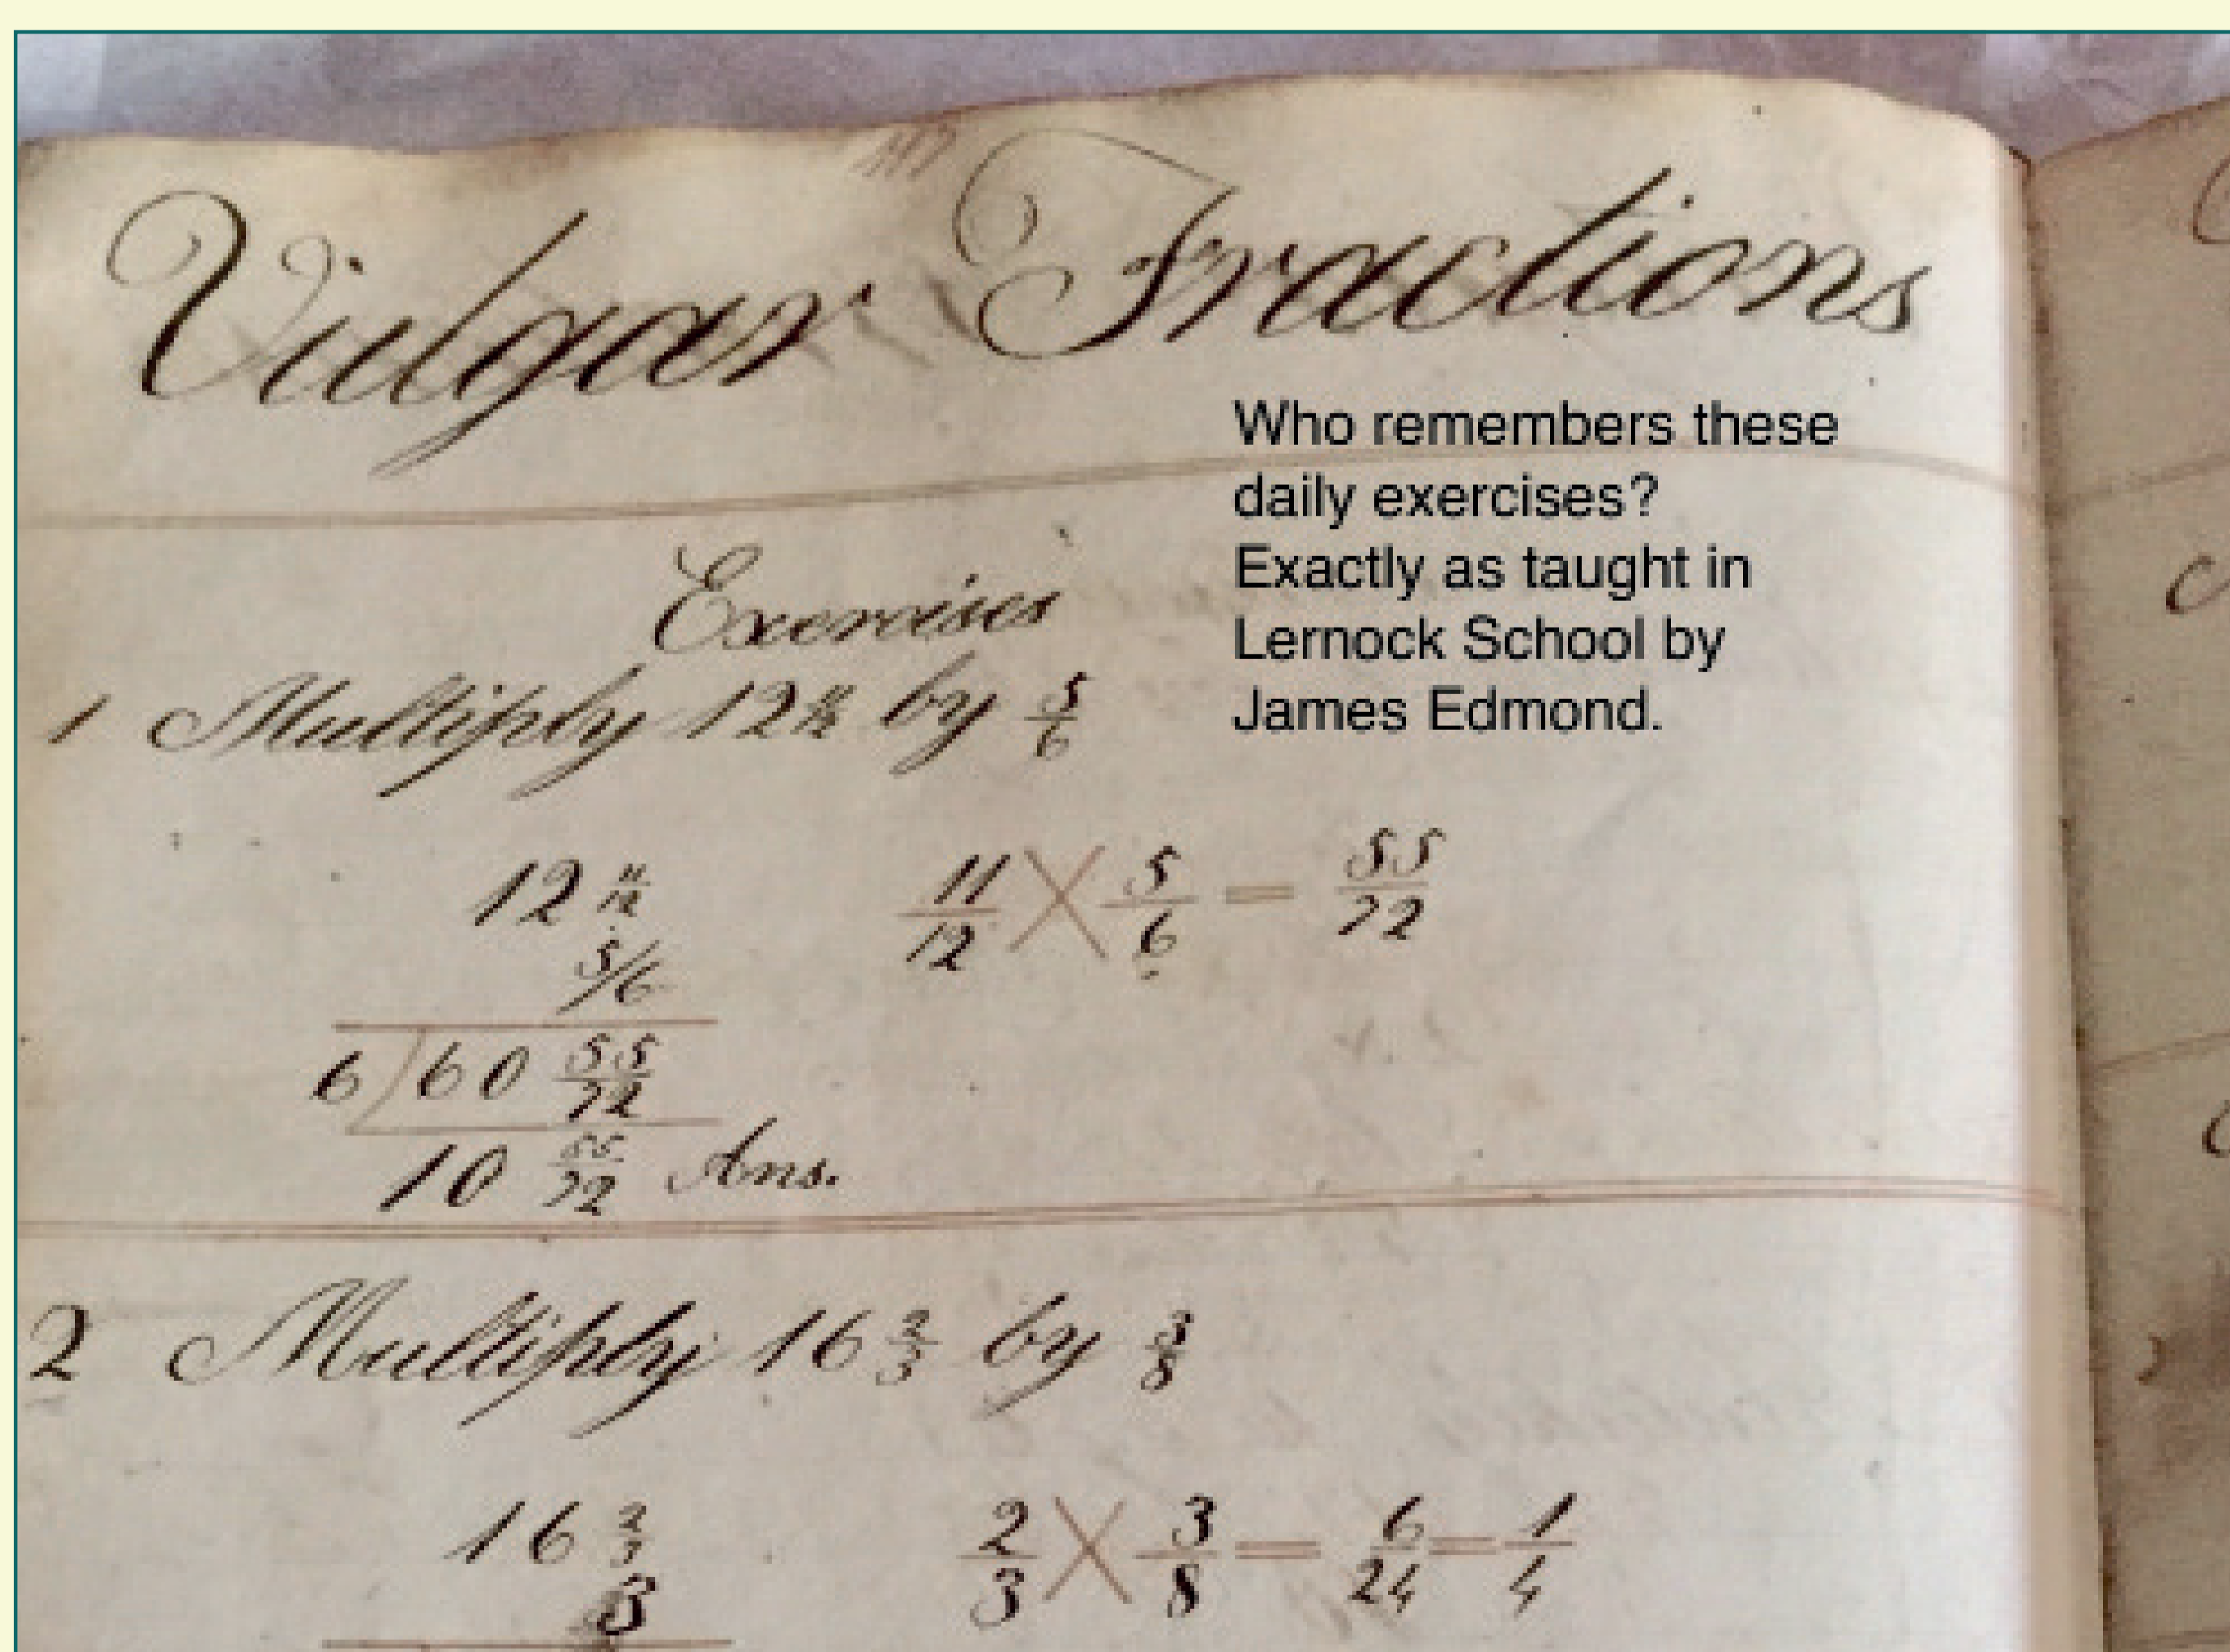 Vulgar Fractions
Who remembers these
daily exercises?
Exactly as taught in
Lernock School by
James Edmond.
Exercises
1 Multiply 12 11/12 by 5/6
12 11/12
5/6
11/12 X 5/6 = 55/72
6 ) 60 55/72
10 55/72 Ans.
2 Multiply 16 2/3 by 3/8
16 2/3
3
2/3 X 3/8 = 6/24 = 1/4